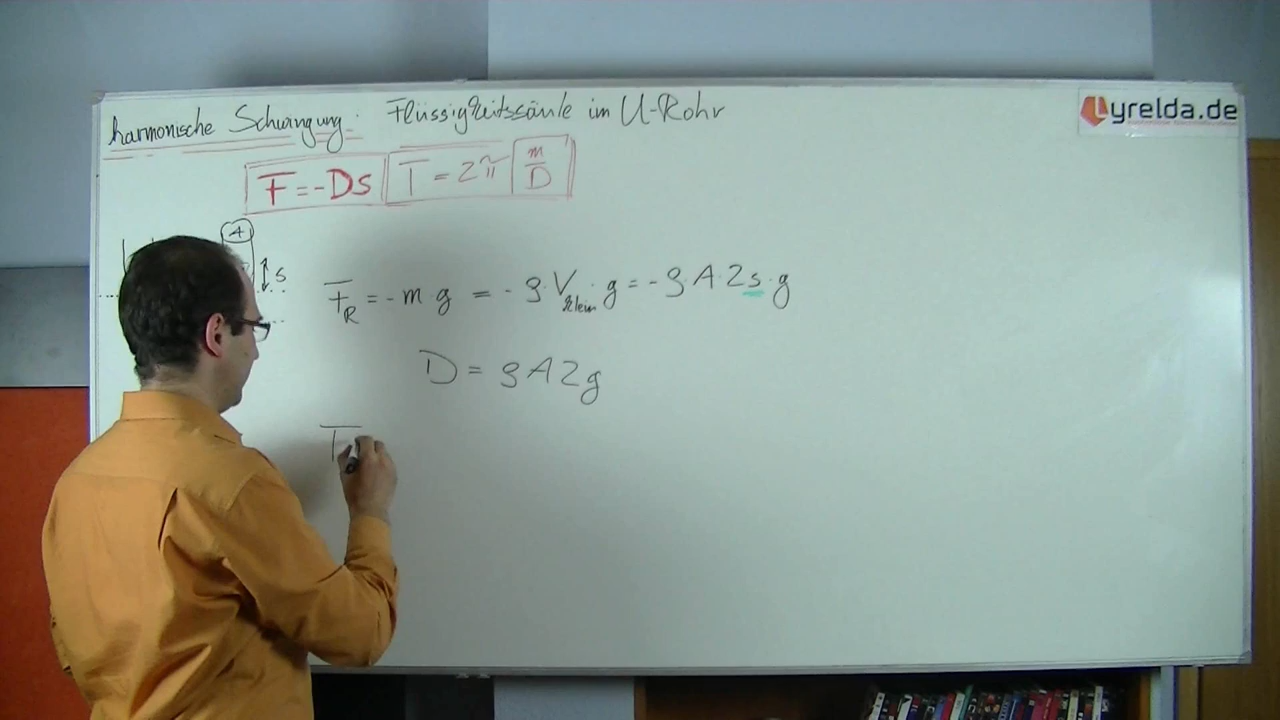 harmonische Schwingung: Flüssigkeitssäule im U-Rohr
Lyrelda.de
F = -Ds T = 2π √(m/D)
A
s
F_R = -m g = -ρ·V_klein·g = -ρ A·2s·g
D = ρ A 2 g
T